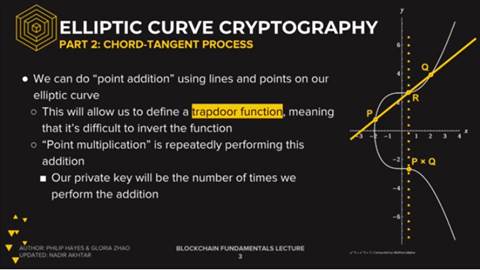 ELLIPTIC CURVE CRYPTOGRAPHY
PART 2: CHORD-TANGENT PROCESS
● We can do “point addition” using lines and points on our
elliptic curve
○ This will allow us to define a trapdoor function, meaning
that it’s difficult to invert the function
○ “Point multiplication” is repeatedly performing this
addition
■ Our private key will be the number of times we
perform the addition
y
6
4
Q
R
P
-3 -2 -1 1 2 3 4 x
-2
P × Q
-4
-6
AUTHOR: PHILIP HAYES & GLORIA ZHAO
UPDATED: NADIR AKHTAR
BLOCKCHAIN FUNDAMENTALS LECTURE
3